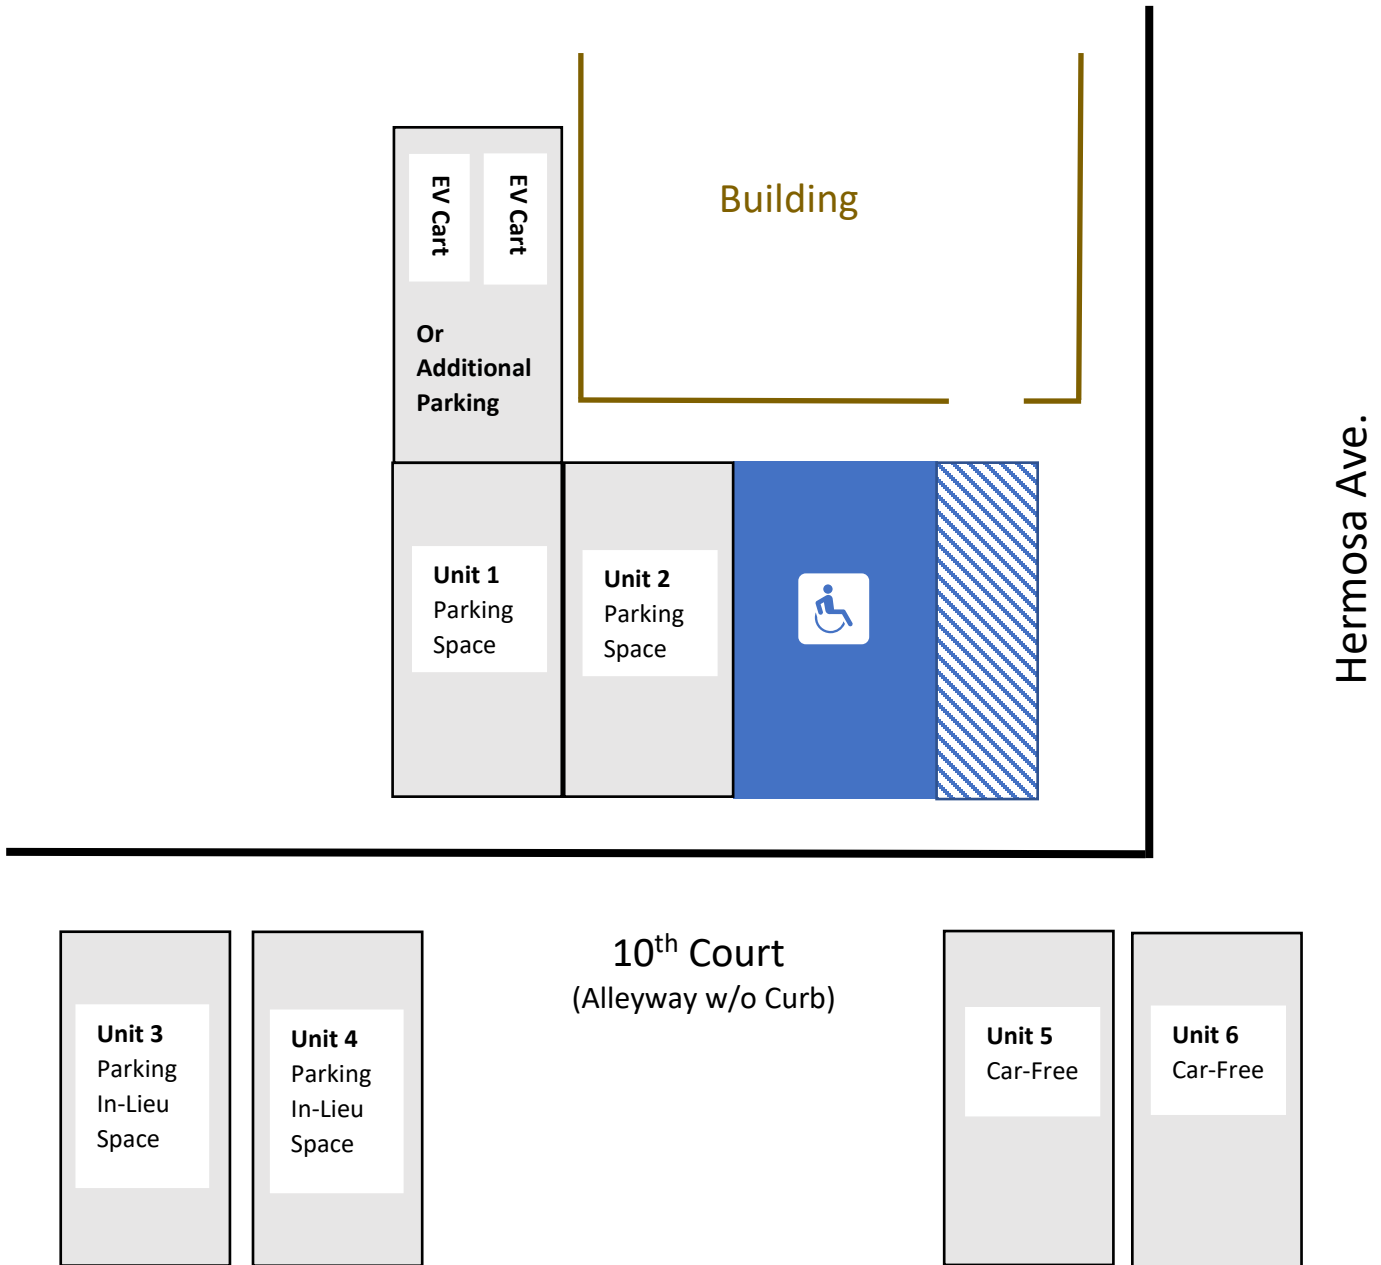 EV Cart
EV Cart
Building
Or
Additional
Parking
Hermosa Ave.
Unit 1
Parking
Space
Unit 2
Parking
Space
10th Court
(Alleyway w/o Curb)
Unit 3
Parking
In-Lieu
Space
Unit 4
Parking
In-Lieu
Space
Unit 5
Car-Free
Unit 6
Car-Free